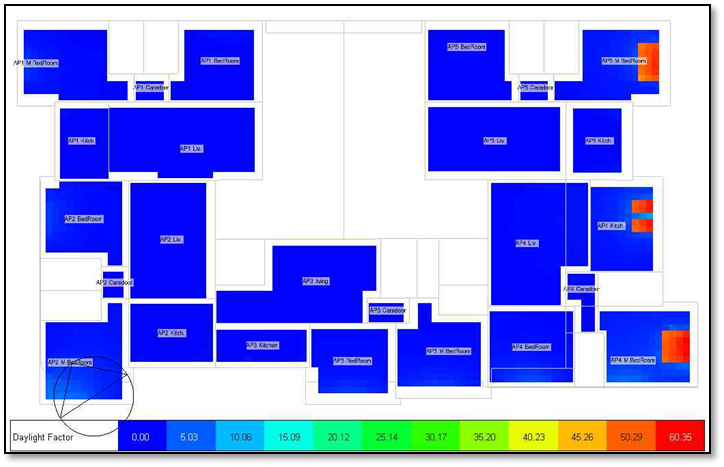 AP5 BedRoom
AP1 M.BedRoom
AP1 BedRoom
AP5 M.BedRoom
AP1 Caradoor
AP5 Caradoor
AP1 Kitch.
AP1 Liv.
AP5 Liv.
AP5 Kitch.
AP2 BedRoom
AP2 Liv.
AP4 Liv.
AP4 Kitch.
AP2 Caradoor
AP3 living
AP4 Caradoor
AP3 Caradoor
AP2 Kitch.
AP3 Kitchen
AP4 BedRoom
AP3 M.BedRoom
AP2 M.BedRoom
AP3 BedRoom
AP4 M.BedRoom
Daylight Factor 0.00 5.03 10.06 15.09 20.12 25.14 30.17 35.20 40.23 45.26 50.29 60.35